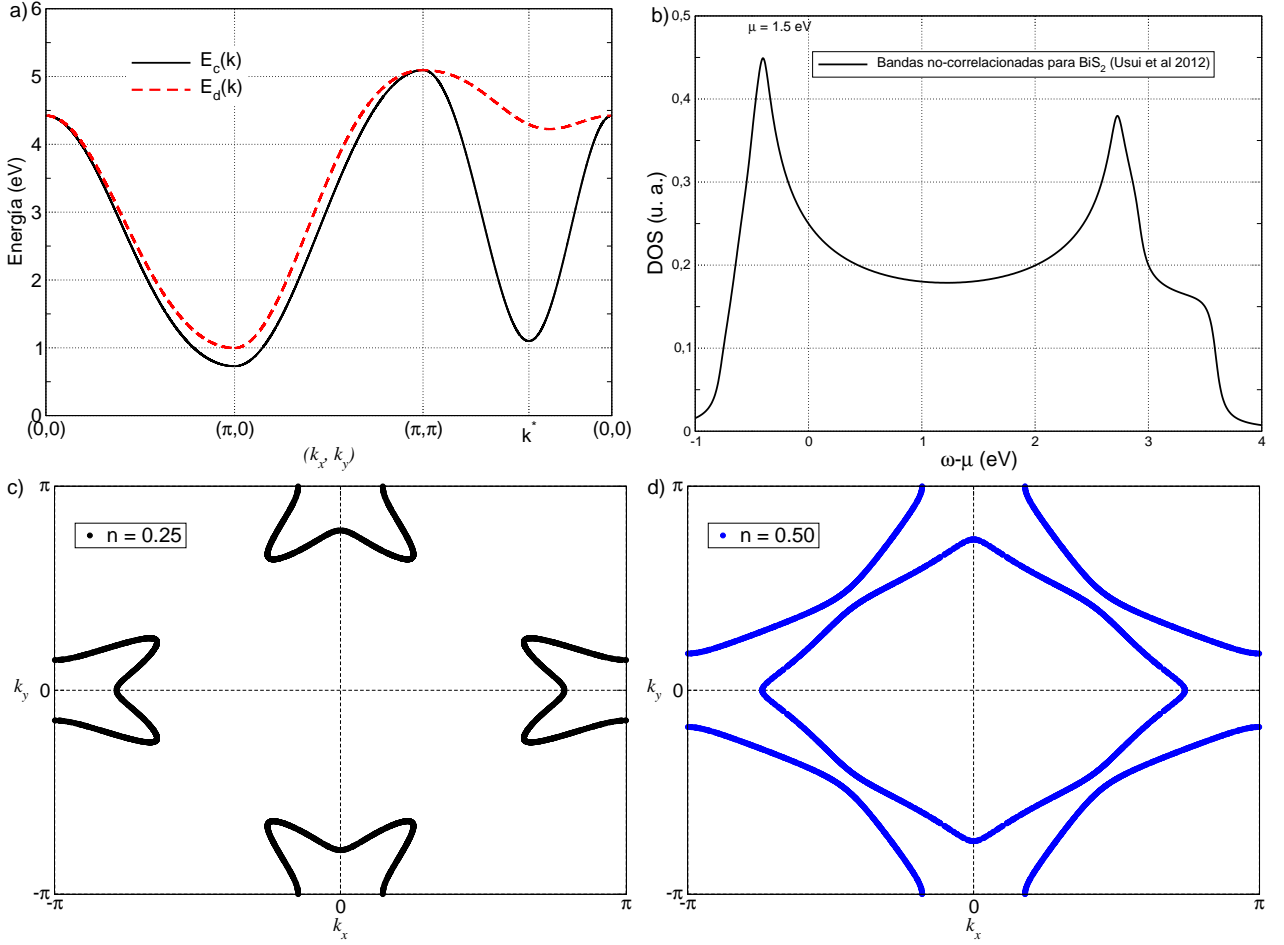 a)
E_c(k)
E_d(k)
Energía (eV)
6
5
4
3
2
1
0
(0,0)
(π,0)
(π,π)
k*
(0,0)
(k_x, k_y)
b)
μ = 1.5 eV
Bandas no-correlacionadas para BiS_2 (Usui et al 2012)
DOS (u. a.)
0,5
0,4
0,3
0,2
0,1
0
-1
0
1
2
3
4
ω-μ (eV)
c)
π
n = 0.25
k_y
0
-π
-π
0
π
k_x
d)
π
n = 0.50
k_y
0
-π
-π
0
π
k_x